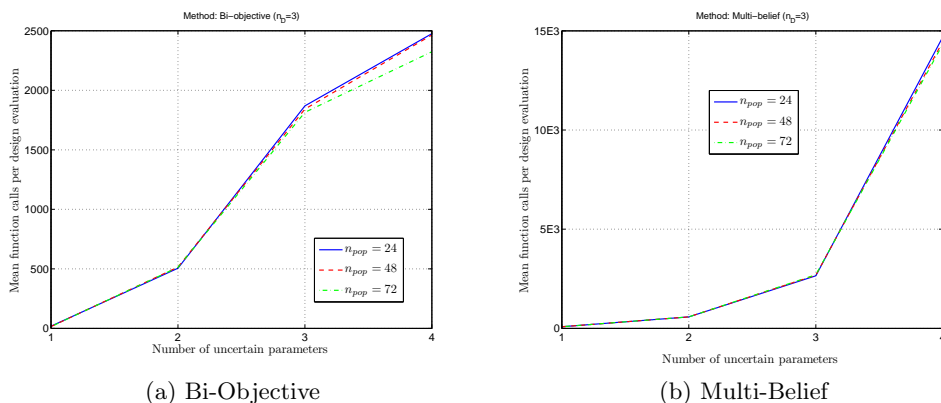 Method: Bi-objective (n_D=3)
Mean function calls per design evaluation
2500
2000
1500
1000
500
0
1 2 3 4
Number of uncertain parameters
n_pop = 24
n_pop = 48
n_pop = 72
(a) Bi-Objective
Method: Multi-belief (n_D=3)
Mean function calls per design evaluation
15E3
10E3
5E3
0
1 2 3 4
Number of uncertain parameters
n_pop = 24
n_pop = 48
n_pop = 72
(b) Multi-Belief